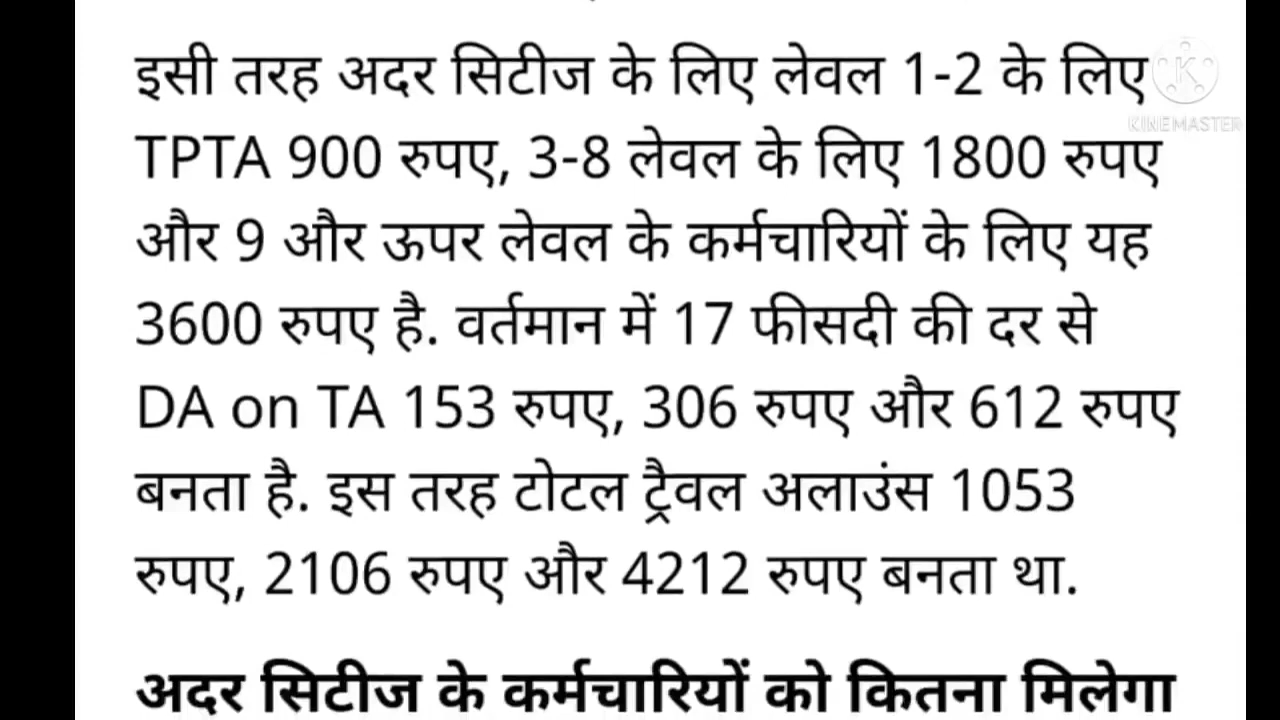 इसी तरह अदर सिटीज के लिए लेवल 1-2 के लिए
TPTA 900 रुपए, 3-8 लेवल के लिए 1800 रुपए
और 9 और ऊपर लेवल के कर्मचारियों के लिए यह
3600 रुपए है. वर्तमान में 17 फीसदी की दर से
DA on TA 153 रुपए, 306 रुपए और 612 रुपए
बनता है. इस तरह टोटल ट्रैवल अलाउंस 1053
रुपए, 2106 रुपए और 4212 रुपए बनता था.
अदर सिटीज के कर्मचारियों को कितना मिलेगा
K
KINEMASTER